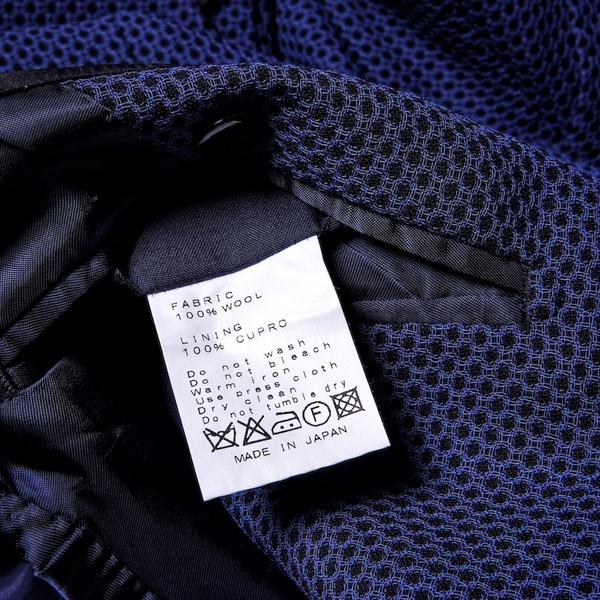 FABRIC
100% WOOL
LINING
100% CUPRO
Do not wash
Do not bleach
Warm iron
Use press cloth
Dry clean
Do not tumble dry
F
MADE IN JAPAN